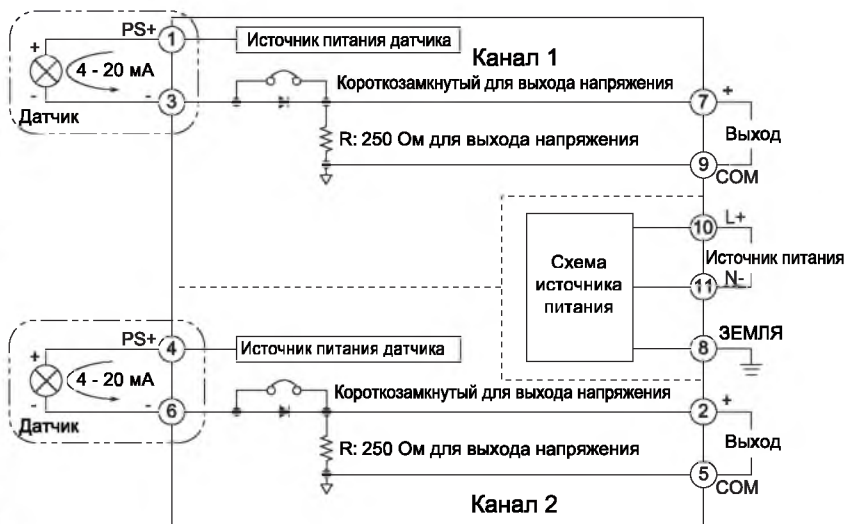 PS+
1
Источник питания датчика
Канал 1
+
4 - 20 мА
-
-
3
Датчик
Короткозамкнутый для выхода напряжения
7
+
R: 250 Ом для выхода напряжения
Выход
9
COM
10
L+
Схема
источника
питания
Источник питания
11
N-
8
ЗЕМЛЯ
PS+
4
Источник питания датчика
+
4 - 20 мА
-
-
6
Датчик
Короткозамкнутый для выхода напряжения
2
+
R: 250 Ом для выхода напряжения
Выход
5
COM
Канал 2